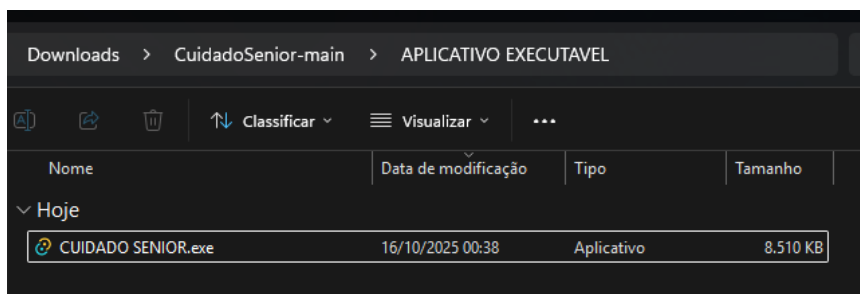 Downloads > CuidadoSenior-main > APLICATIVO EXECUTAVEL
Classificar Visualizar ...
Nome Data de modificação Tipo Tamanho
Hoje
CUIDADO SENIOR.exe 16/10/2025 00:38 Aplicativo 8.510 KB